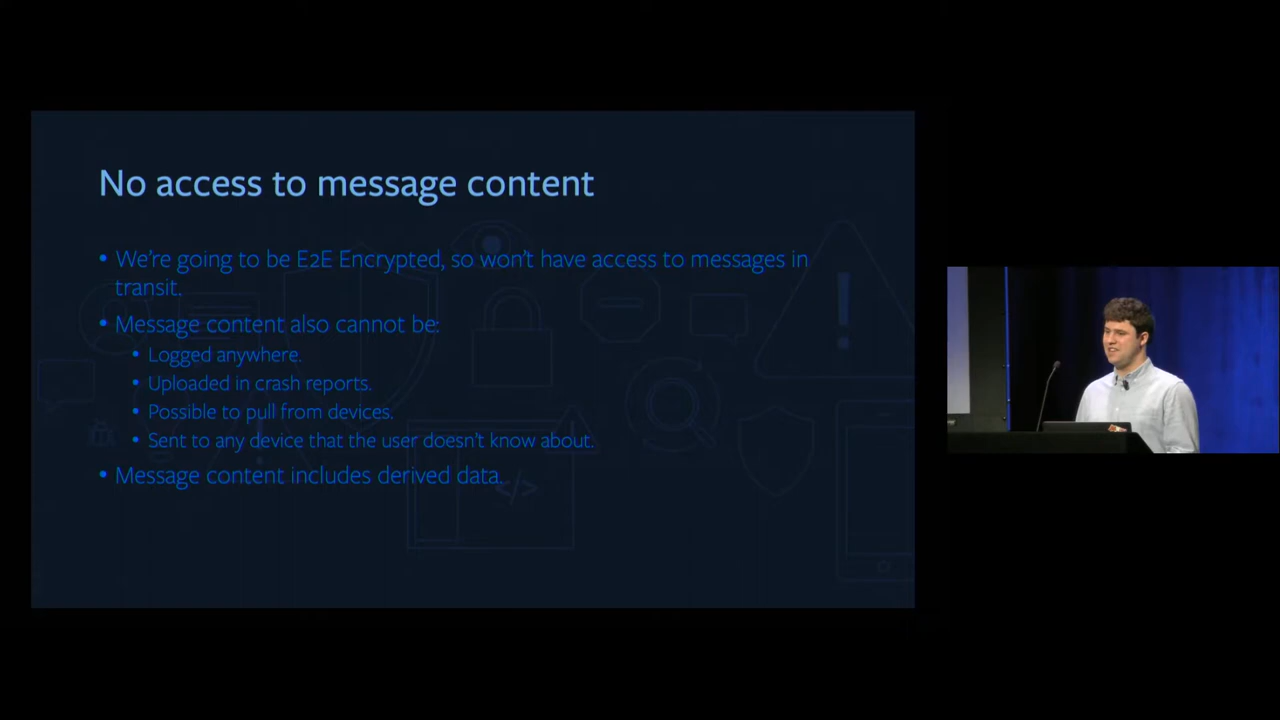 No access to message content
• We're going to be E2E Encrypted, so won't have access to messages in
transit.
• Message content also cannot be:
• Logged anywhere.
• Uploaded in crash reports.
• Possible to pull from devices.
• Sent to any device that the user doesn't know about.
• Message content includes derived data.